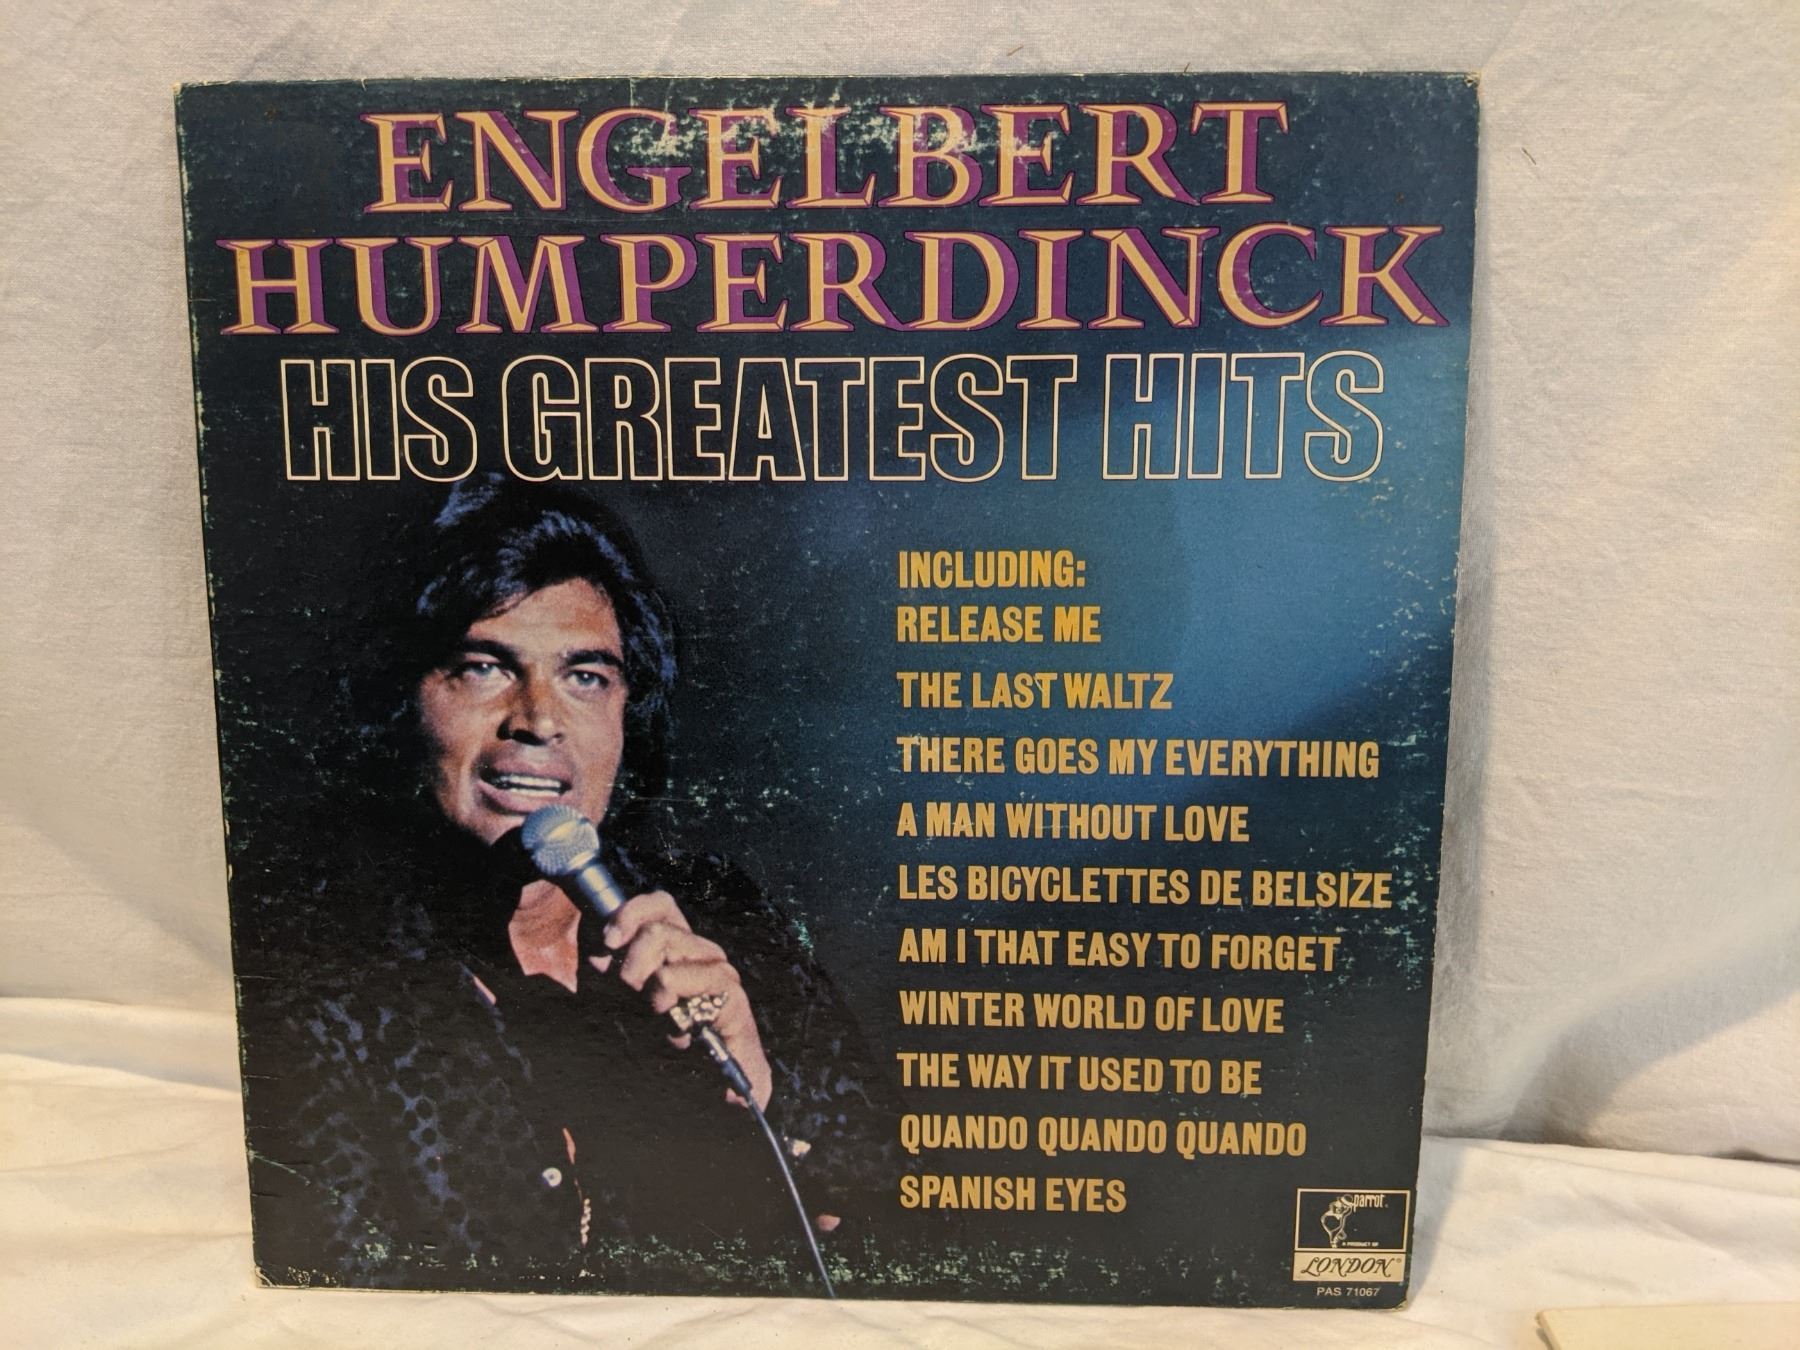 ENGELBERT
HUMPERDINCK
HIS GREATEST HITS
INCLUDING:
RELEASE ME
THE LAST WALTZ
THERE GOES MY EVERYTHING
A MAN WITHOUT LOVE
LES BICYCLETTES DE BELSIZE
AM I THAT EASY TO FORGET
WINTER WORLD OF LOVE
THE WAY IT USED TO BE
QUANDO QUANDO QUANDO
SPANISH EYES
parrot
A PRODUCT OF
LONDON®
PAS 71067